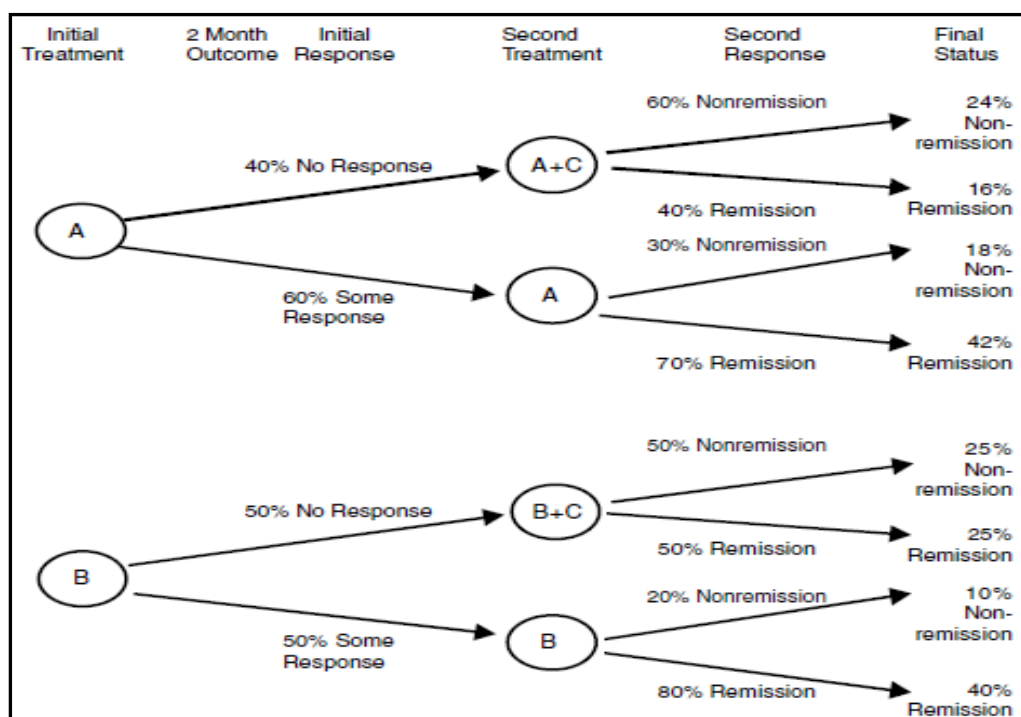 Initial Treatment
2 Month Outcome
Initial Response
Second Treatment
Second Response
Final Status
60% Nonremission
24% Non-
remission
40% No Response
A+C
16%
Remission
40% Remission
A
30% Nonremission
18%
Non-
remission
60% Some
Response
A
42%
Remission
70% Remission
50% Nonremission
25%
Non-
remission
50% No Response
B+C
25%
Remission
50% Remission
B
20% Nonremission
10%
Non-
remission
50% Some
Response
B
40%
Remission
80% Remission